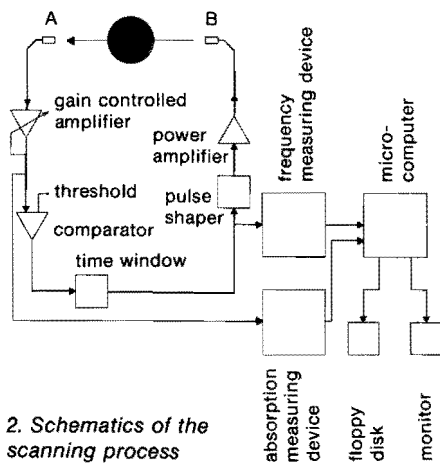 A
B
gain controlled
amplifier
power
amplifier
frequency
measuring device
micro-
computer
threshold
comparator
pulse
shaper
time window
absorption
measuring
device
floppy
disk
monitor
2. Schematics of the
scanning process